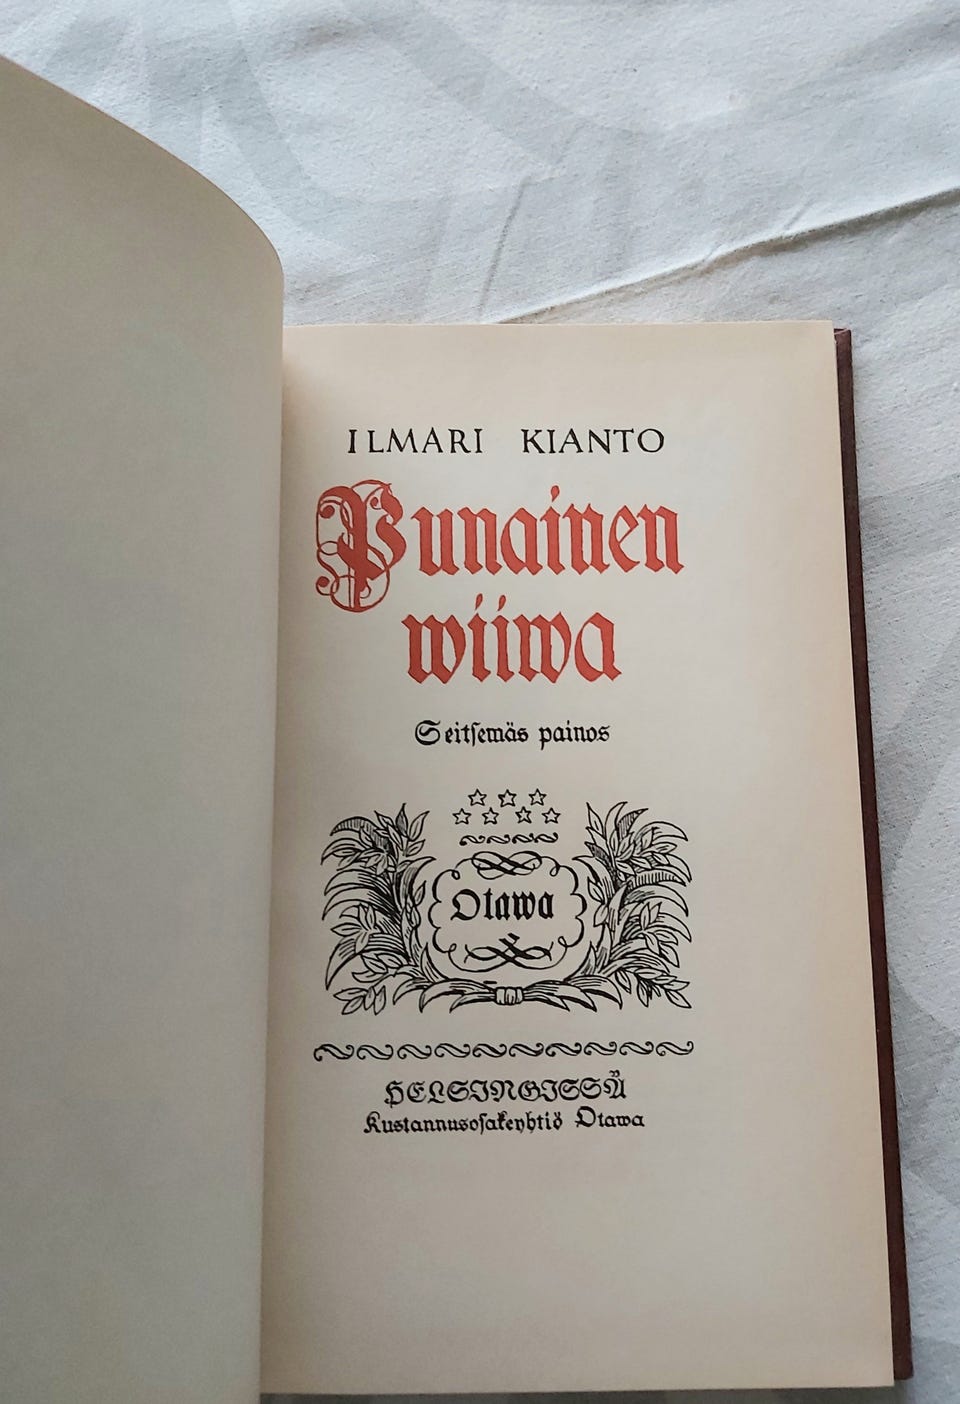 ILMARI KIANTO
Punainen
wiiwa
Seitſemäs painos
Otawa
HELSINGISSÄ
Kustannusoſakeyhtiö Otawa